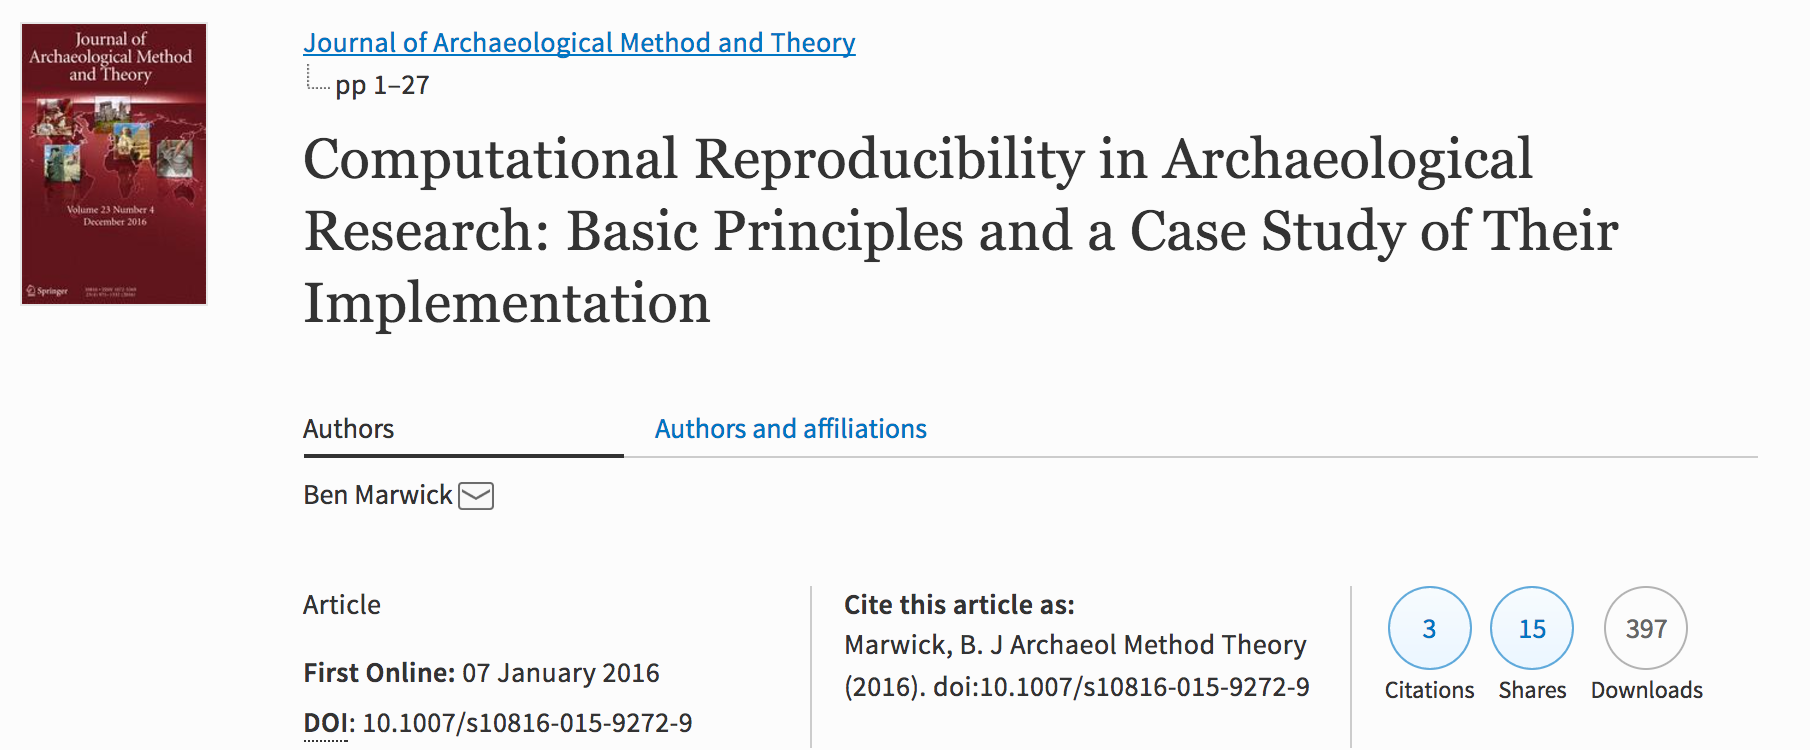 Journal of
Archaeological Method
and Theory
Volume 23 Number 4
December 2016
Springer
Journal of Archaeological Method and Theory
pp 1–27
Computational Reproducibility in Archaeological
Research: Basic Principles and a Case Study of Their
Implementation
Authors
Authors and affiliations
Ben Marwick
Article
First Online: 07 January 2016
DOI: 10.1007/s10816-015-9272-9
Cite this article as:
Marwick, B. J Archaeol Method Theory
(2016). doi:10.1007/s10816-015-9272-9
3
Citations
15
Shares
397
Downloads